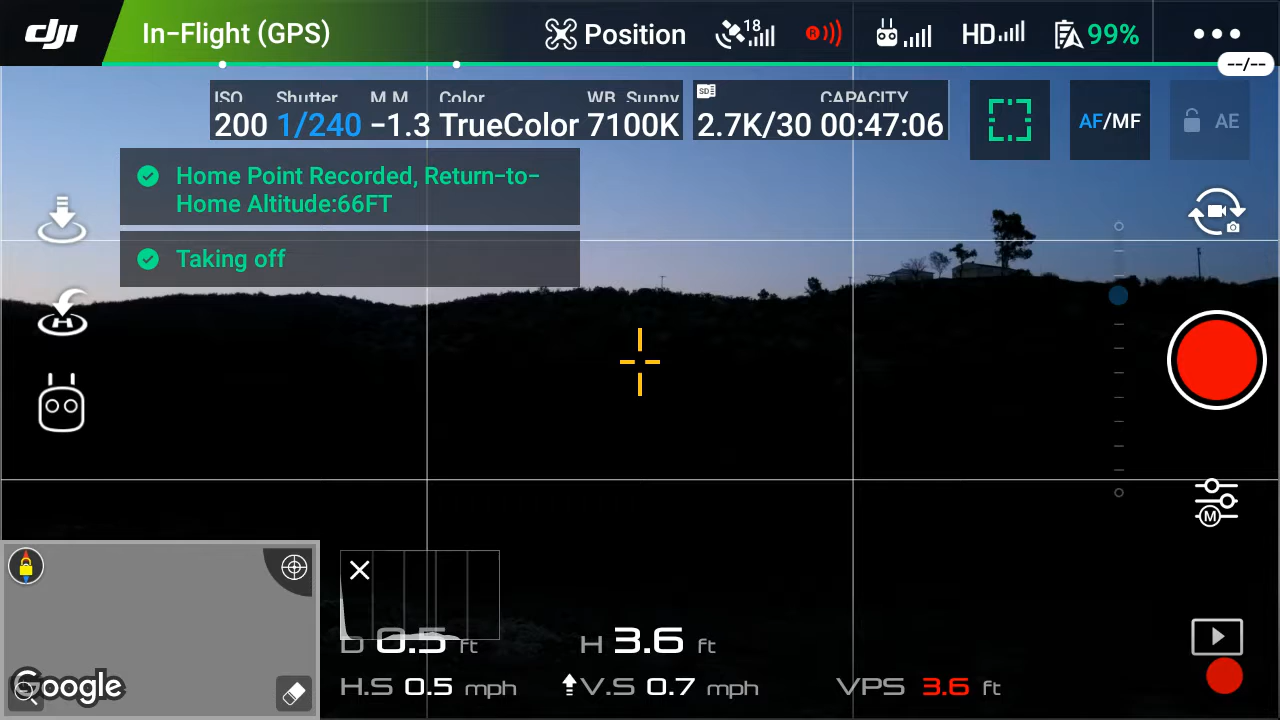 dji In-Flight (GPS) Position 18 R HD 99%
--/--
ISO Shutter M.M. Color WB Sunny SD CAPACITY
200 1/240 -1.3 TrueColor 7100K 2.7K/30 00:47:06 AF/MF AE
Home Point Recorded, Return-to-
Home Altitude:66FT
Taking off
H
M
D 0.5 ft H 3.6 ft
Google H.S 0.5 mph V.S 0.7 mph VPS 3.6 ft